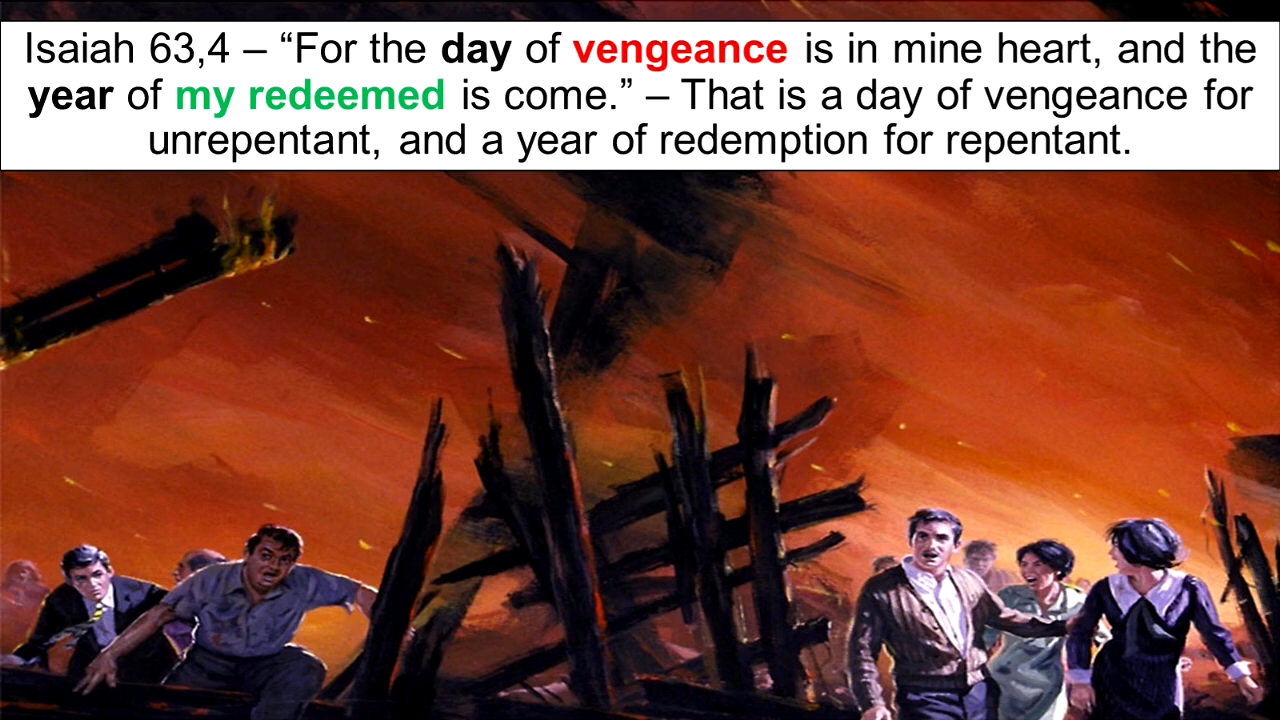 Isaiah 63,4 – “For the day of vengeance is in mine heart, and the
year of my redeemed is come.” – That is a day of vengeance for
unrepentant, and a year of redemption for repentant.